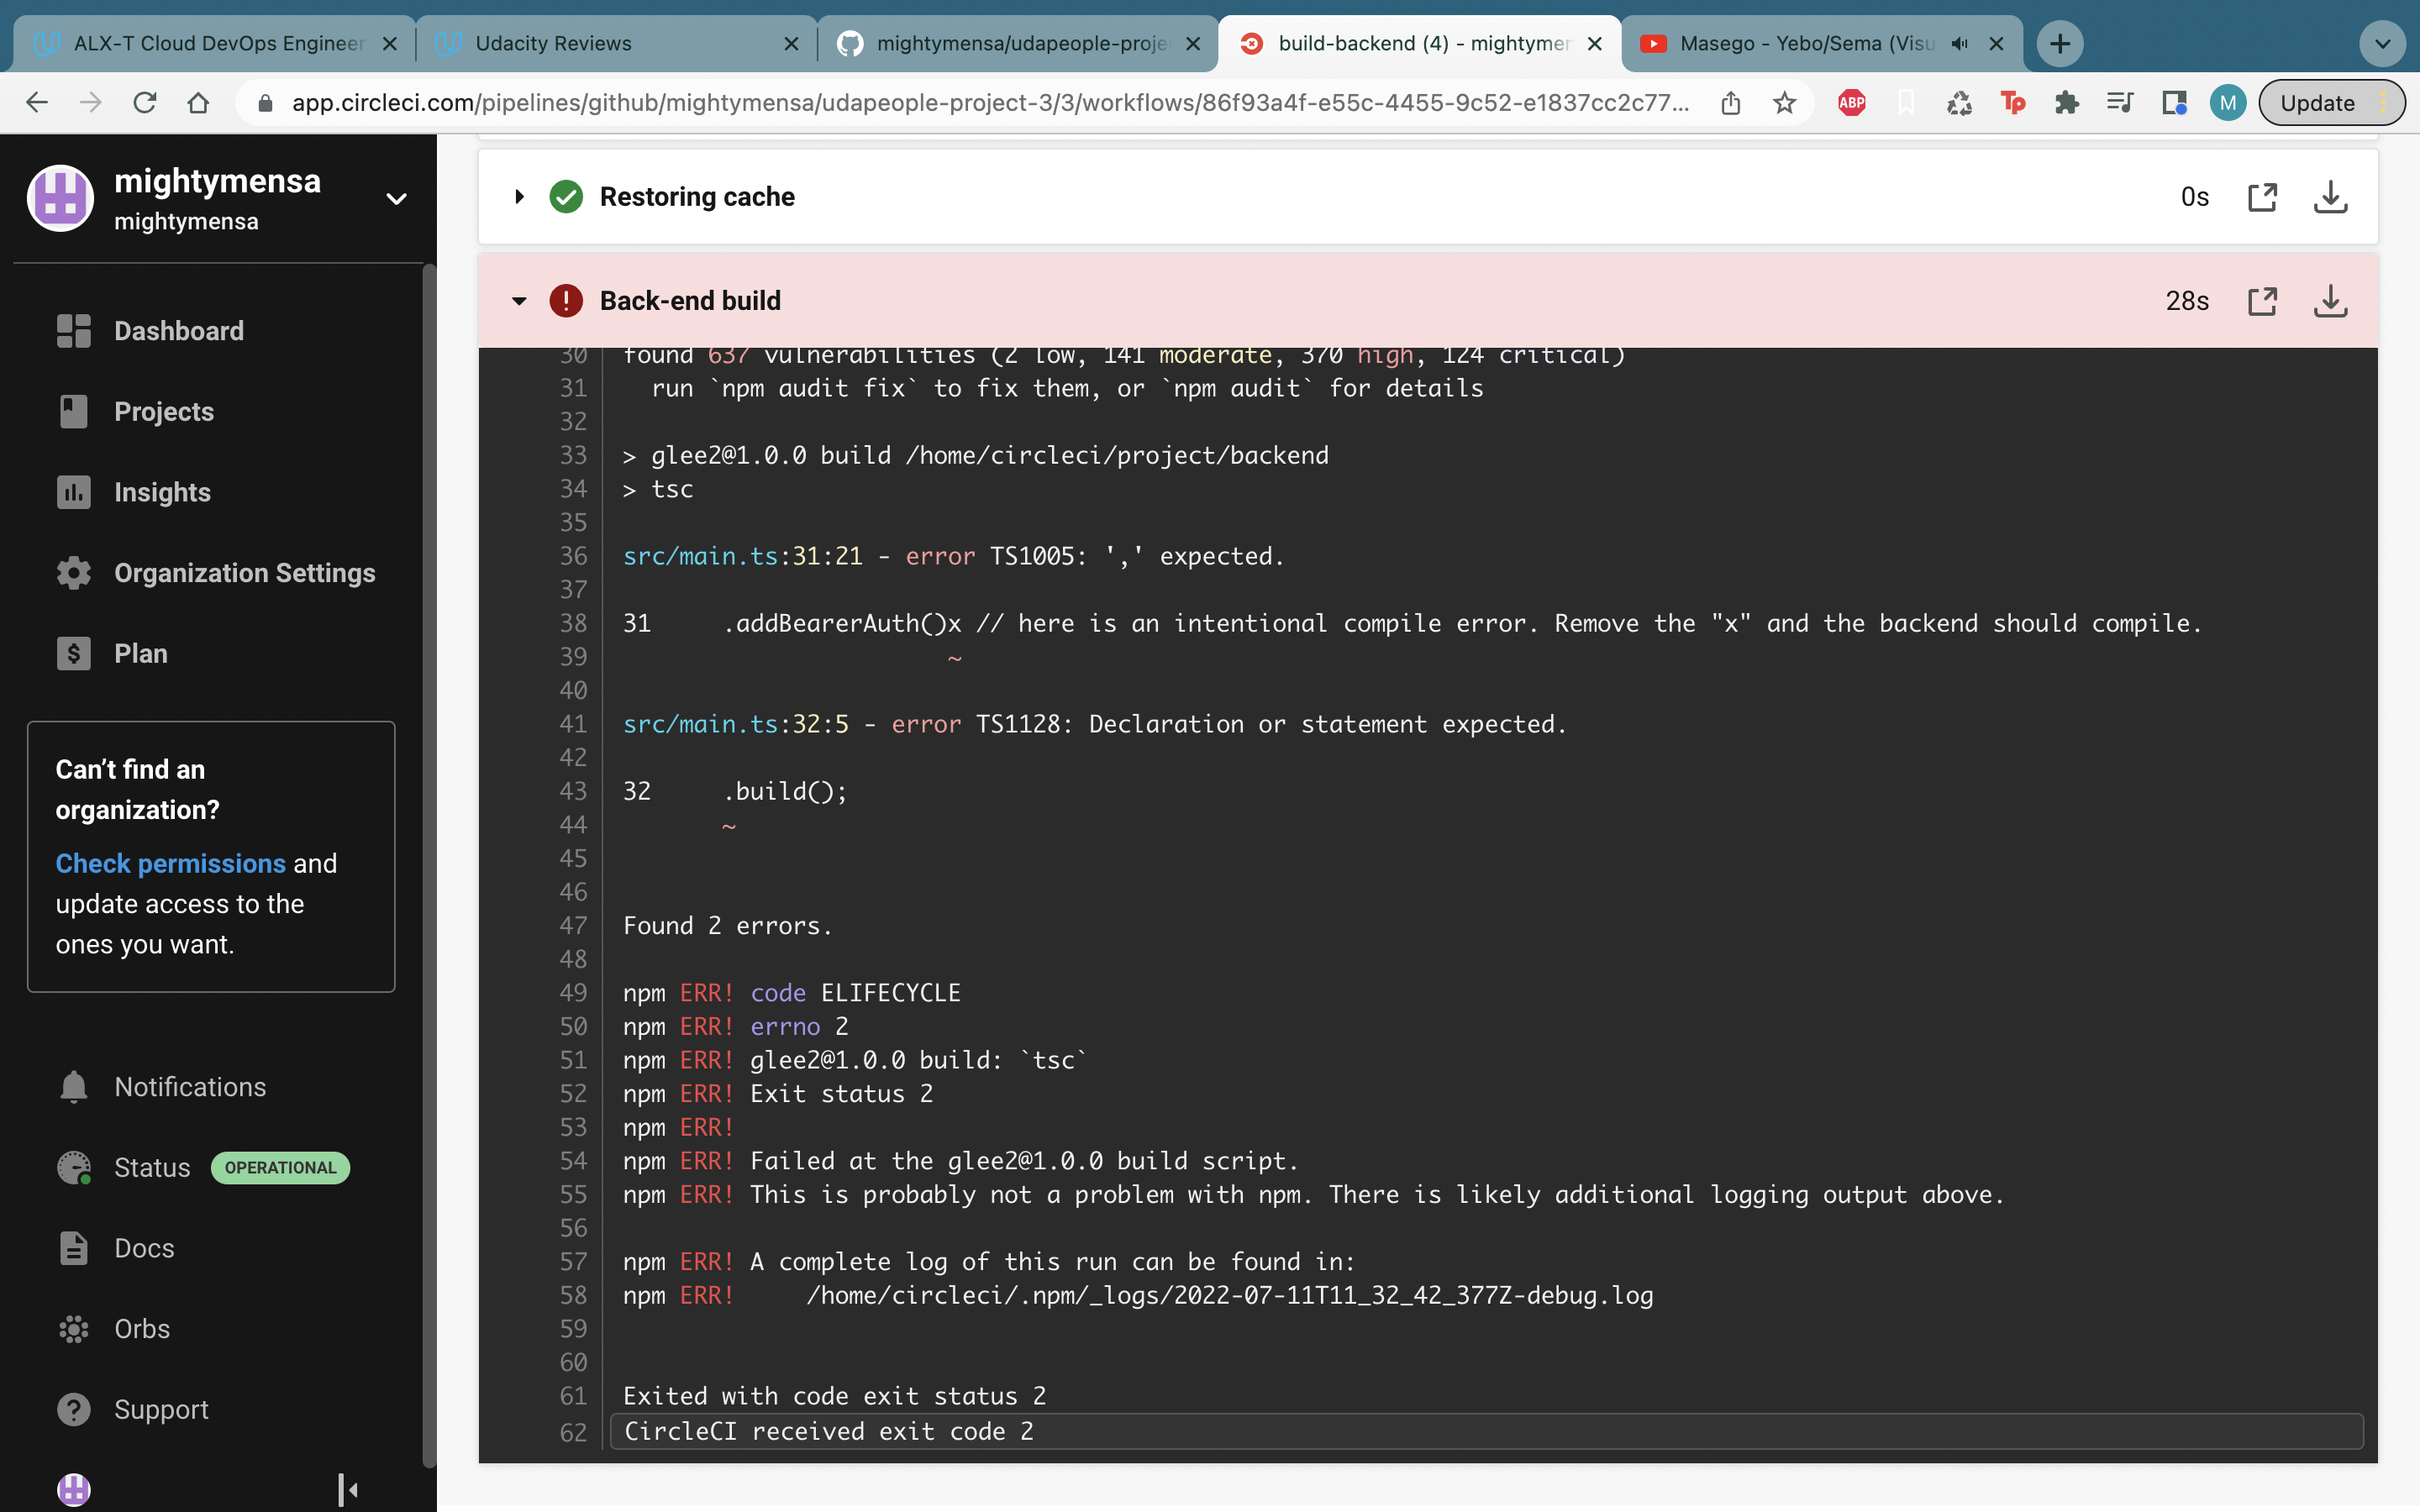 ALX-T Cloud DevOps Engineer
Udacity Reviews
mightymensa/udapeople-proje
build-backend (4) - mightymen
Masego - Yebo/Sema (Visu
app.circleci.com/pipelines/github/mightymensa/udapeople-project-3/3/workflows/86f93a4f-e55c-4455-9c52-e1837cc2c77...
ABP
Tp
M
Update
mightymensa
mightymensa
Dashboard
Projects
Insights
Organization Settings
$ Plan
Can’t find an
organization?
Check permissions and
update access to the
ones you want.
Notifications
Status OPERATIONAL
Docs
Orbs
? Support
Restoring cache 0s
! Back-end build 28s
30 found 637 vulnerabilities (2 low, 141 moderate, 370 high, 124 critical)
31 run `npm audit fix` to fix them, or `npm audit` for details
32
33 > glee2@1.0.0 build /home/circleci/project/backend
34 > tsc
35
36 src/main.ts:31:21 - error TS1005: ',' expected.
37
38 31 .addBearerAuth()x // here is an intentional compile error. Remove the "x" and the backend should compile.
39 ~
40
41 src/main.ts:32:5 - error TS1128: Declaration or statement expected.
42
43 32 .build();
44 ~
45
46
47 Found 2 errors.
48
49 npm ERR! code ELIFECYCLE
50 npm ERR! errno 2
51 npm ERR! glee2@1.0.0 build: `tsc`
52 npm ERR! Exit status 2
53 npm ERR!
54 npm ERR! Failed at the glee2@1.0.0 build script.
55 npm ERR! This is probably not a problem with npm. There is likely additional logging output above.
56
57 npm ERR! A complete log of this run can be found in:
58 npm ERR! /home/circleci/.npm/_logs/2022-07-11T11_32_42_377Z-debug.log
59
60
61 Exited with code exit status 2
62 CircleCI received exit code 2